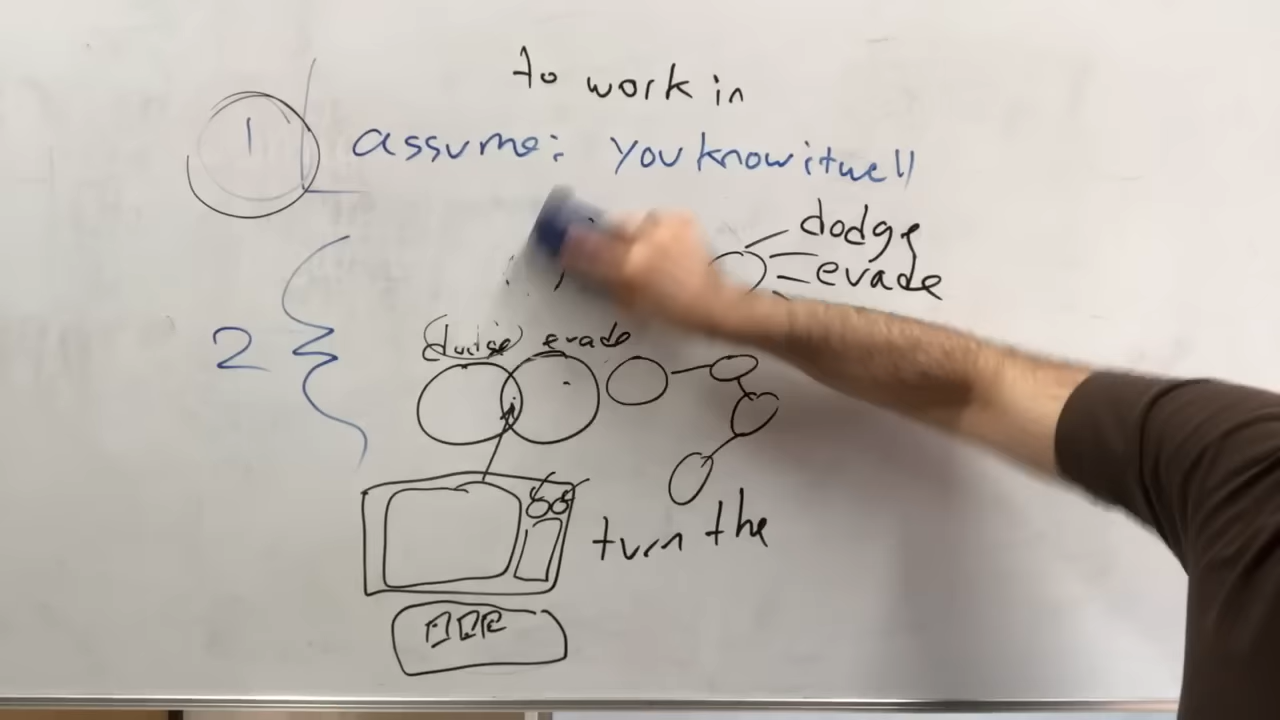 to work in
1 assume: you know it well
dodge
evade
2
dodge evade
turn the